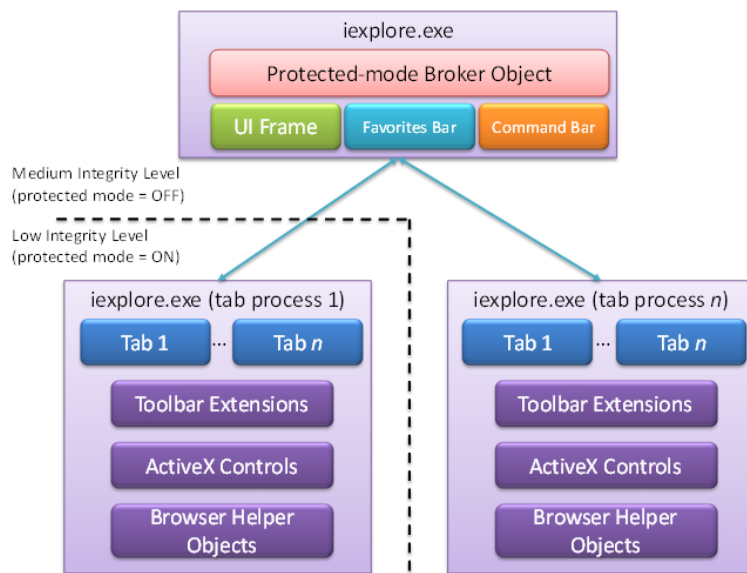 iexplore.exe
Protected-mode Broker Object
UI Frame
Favorites Bar
Command Bar
Medium Integrity Level
(protected mode = OFF)
Low Integrity Level
(protected mode = ON)
iexplore.exe (tab process 1)
Tab 1
...
Tab n
Toolbar Extensions
ActiveX Controls
Browser Helper
Objects
iexplore.exe (tab process n)
Tab 1
...
Tab n
Toolbar Extensions
ActiveX Controls
Browser Helper
Objects